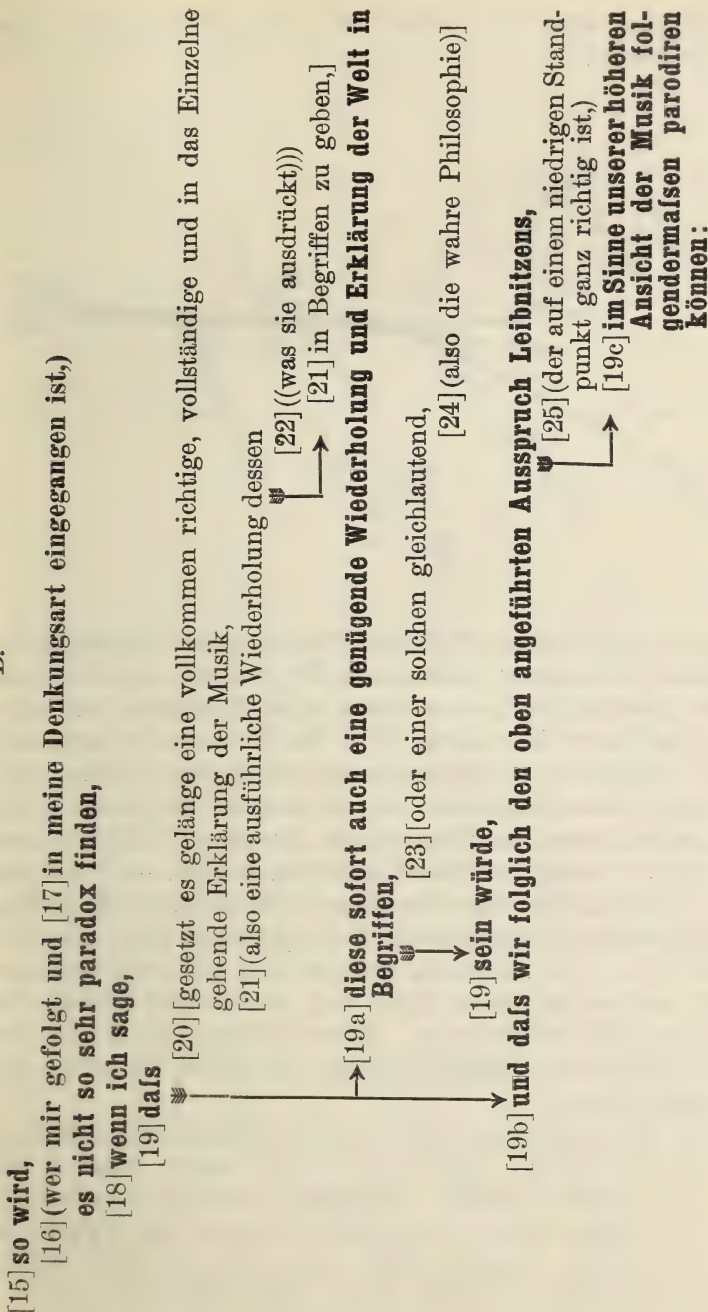 [15] so wird,
[16] (wer mir gefolgt und [17] in meine Denkungsart eingegangen ist,)
es nicht so sehr paradox finden,
[18] wenn ich sage,
[19] daſs
[20] [gesetzt es gelänge eine vollkommen richtige, vollständige und in das Einzelne
gehende Erklärung der Musik,
[21] (also eine ausführliche Wiederholung dessen
[22] ((was sie ausdrückt)))
[21] in Begriffen zu geben,]
[19a] diese sofort auch eine genügende Wiederholung und Erklärung der Welt in
Begriffen,
[23] [oder einer solchen gleichlautend,
[24] (also die wahre Philosophie)]
[19] sein würde,
[19b] und daſs wir folglich den oben angeführten Ausspruch Leibnitzens,
[25] (der auf einem niedrigen Stand-
punkt ganz richtig ist,)
[19c] im Sinne unserer höheren
Ansicht der Musik fol-
gendermaſsen parodiren
können: